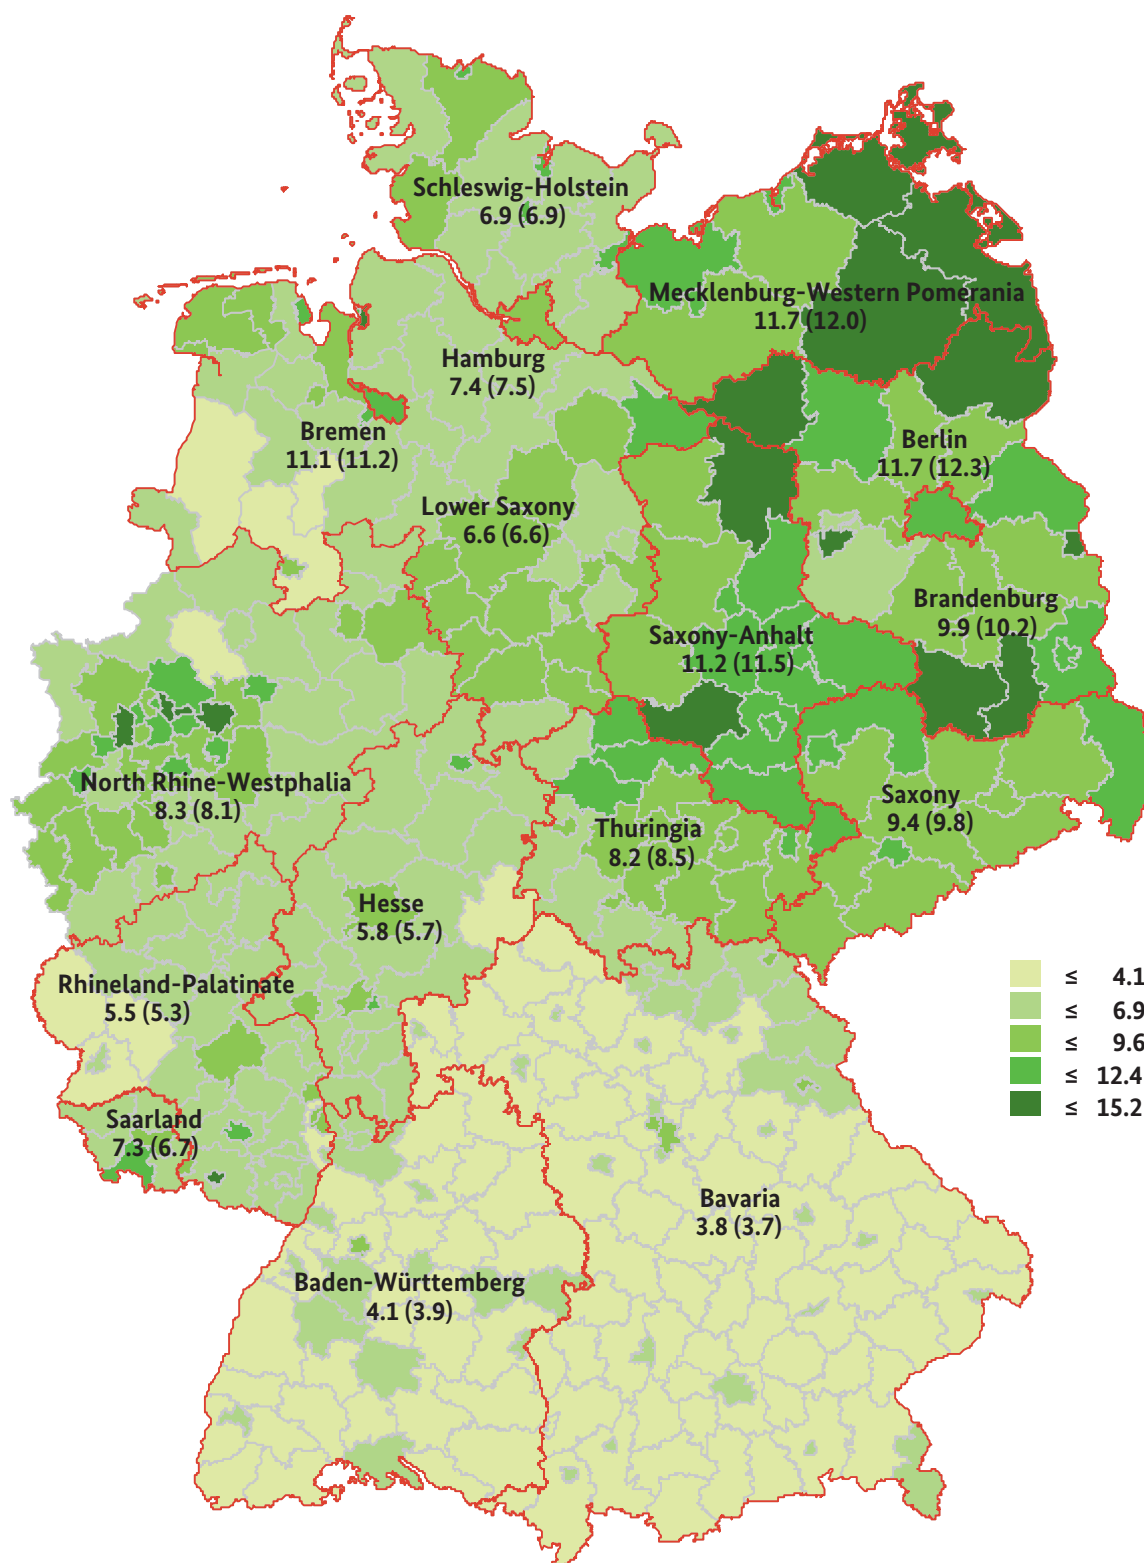 Schleswig-Holstein
6.9 (6.9)
Mecklenburg-Western Pomerania
11.7 (12.0)
Hamburg
7.4 (7.5)
Bremen
11.1 (11.2)
Berlin
11.7 (12.3)
Lower Saxony
6.6 (6.6)
Brandenburg
9.9 (10.2)
Saxony-Anhalt
11.2 (11.5)
North Rhine-Westphalia
8.3 (8.1)
Saxony
9.4 (9.8)
Thuringia
8.2 (8.5)
Hesse
5.8 (5.7)
Rhineland-Palatinate
5.5 (5.3)
≤ 4.1
≤ 6.9
≤ 9.6
≤ 12.4
≤ 15.2
Saarland
7.3 (6.7)
Bavaria
3.8 (3.7)
Baden-Württemberg
4.1 (3.9)